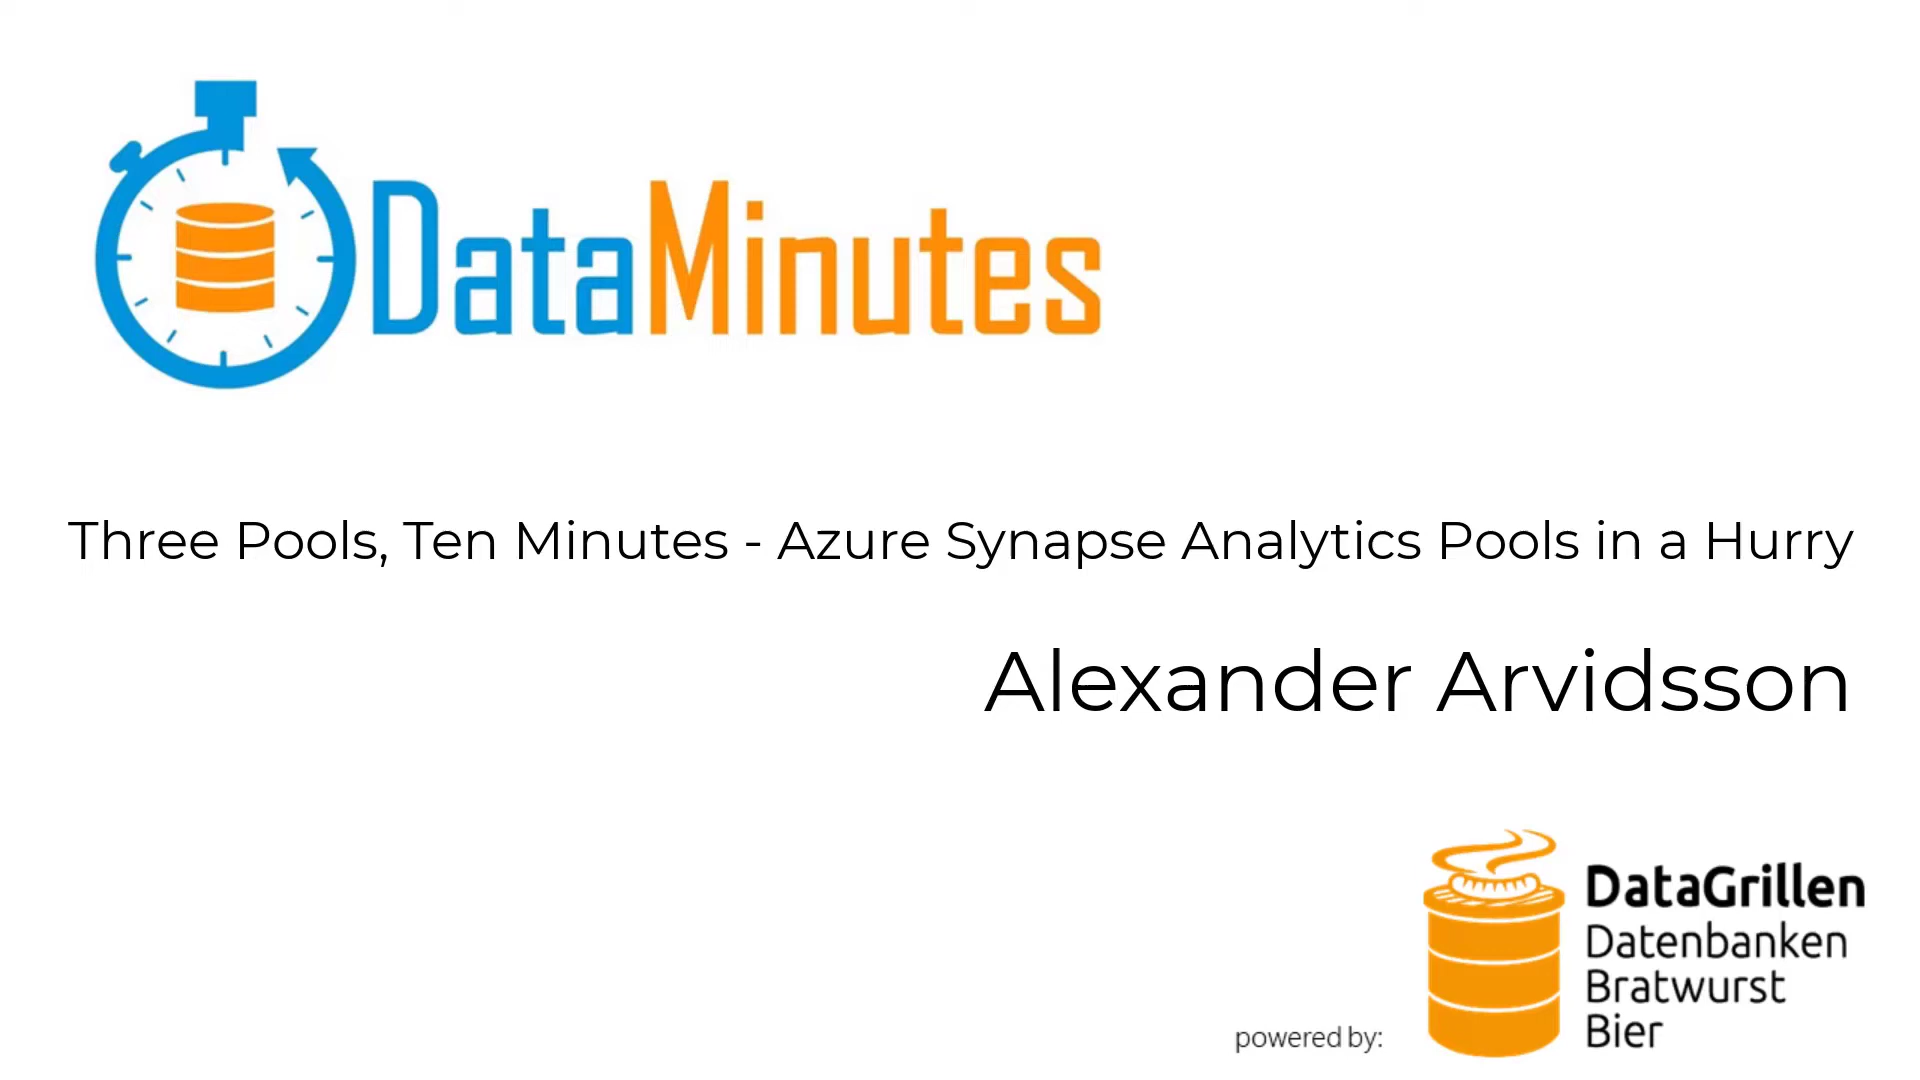 DataMinutes
Three Pools, Ten Minutes - Azure Synapse Analytics Pools in a Hurry
Alexander Arvidsson
powered by:
DataGrillen
Datenbanken
Bratwurst
Bier